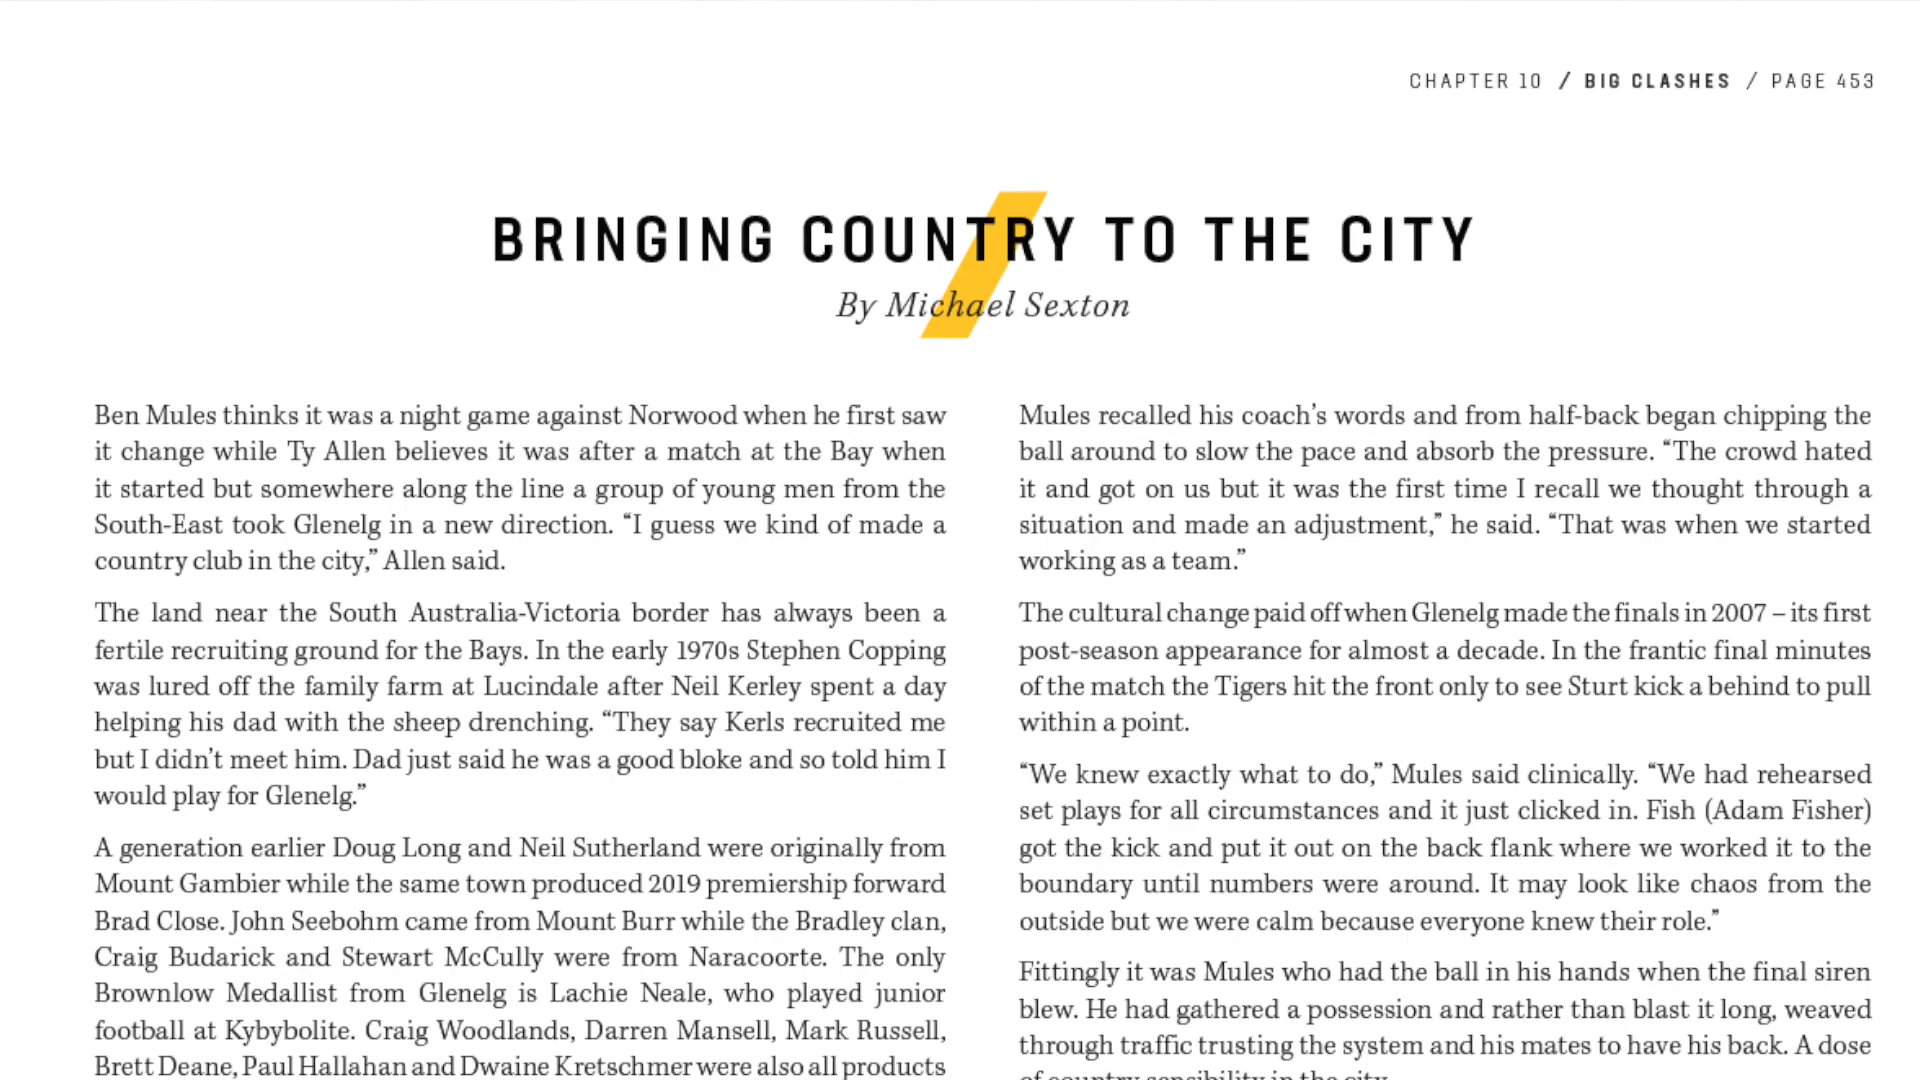 CHAPTER 10 / BIG CLASHES / PAGE 453
BRINGING COUNTRY TO THE CITY
By Michael Sexton
Ben Mules thinks it was a night game against Norwood when he first saw
it change while Ty Allen believes it was after a match at the Bay when
it started but somewhere along the line a group of young men from the
South-East took Glenelg in a new direction. “I guess we kind of made a
country club in the city,” Allen said.
The land near the South Australia-Victoria border has always been a
fertile recruiting ground for the Bays. In the early 1970s Stephen Copping
was lured off the family farm at Lucindale after Neil Kerley spent a day
helping his dad with the sheep drenching. “They say Kerls recruited me
but I didn’t meet him. Dad just said he was a good bloke and so told him I
would play for Glenelg.”
A generation earlier Doug Long and Neil Sutherland were originally from
Mount Gambier while the same town produced 2019 premiership forward
Brad Close. John Seebohm came from Mount Burr while the Bradley clan,
Craig Budarick and Stewart McCully were from Naracoorte. The only
Brownlow Medallist from Glenelg is Lachie Neale, who played junior
football at Kybybolite. Craig Woodlands, Darren Mansell, Mark Russell,
Brett Deane, Paul Hallahan and Dwaine Kretschmer were also all products
Mules recalled his coach’s words and from half-back began chipping the
ball around to slow the pace and absorb the pressure. “The crowd hated
it and got on us but it was the first time I recall we thought through a
situation and made an adjustment,” he said. “That was when we started
working as a team.”
The cultural change paid off when Glenelg made the finals in 2007 – its first
post-season appearance for almost a decade. In the frantic final minutes
of the match the Tigers hit the front only to see Sturt kick a behind to pull
within a point.
“We knew exactly what to do,” Mules said clinically. “We had rehearsed
set plays for all circumstances and it just clicked in. Fish (Adam Fisher)
got the kick and put it out on the back flank where we worked it to the
boundary until numbers were around. It may look like chaos from the
outside but we were calm because everyone knew their role.”
Fittingly it was Mules who had the ball in his hands when the final siren
blew. He had gathered a possession and rather than blast it long, weaved
through traffic trusting the system and his mates to have his back. A dose
of country sensibility in the city.